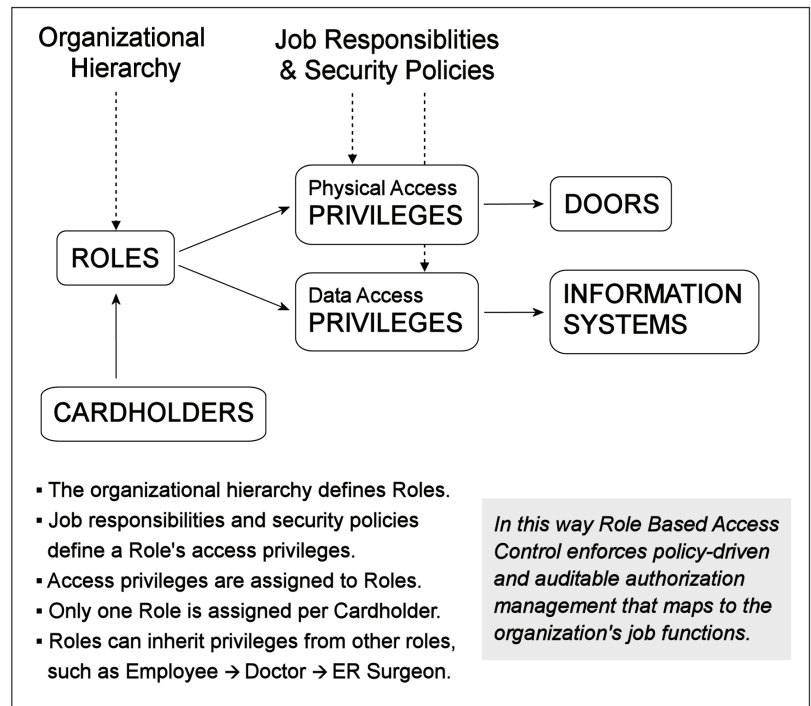 Organizational
Hierarchy
Job Responsiblities
& Security Policies
Physical Access
PRIVILEGES
DOORS
ROLES
Data Access
PRIVILEGES
INFORMATION
SYSTEMS
CARDHOLDERS
▪ The organizational hierarchy defines Roles.
▪ Job responsibilities and security policies
define a Role's access privileges.
▪ Access privileges are assigned to Roles.
▪ Only one Role is assigned per Cardholder.
▪ Roles can inherit privileges from other roles,
such as Employee → Doctor → ER Surgeon.
In this way Role Based Access
Control enforces policy-driven
and auditable authorization
management that maps to the
organization's job functions.